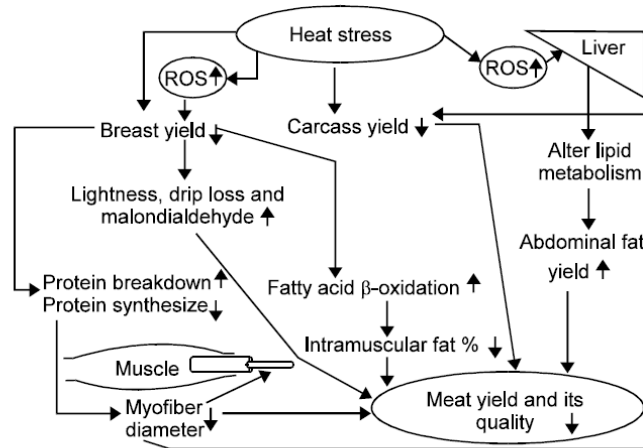 Heat stress
ROS
ROS
Liver
Breast yield
Carcass yield
Alter lipid
metabolism
Lightness, drip loss and
malondialdehyde
Abdominal fat
yield
Protein breakdown
Protein synthesize
Fatty acid β-oxidation
Intramuscular fat %
Muscle
Myofiber
diameter
Meat yield and its
quality